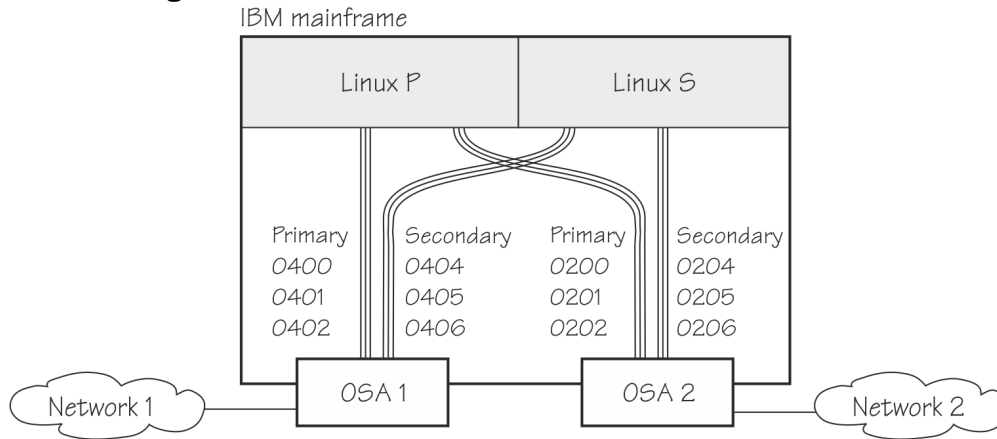 IBM mainframe
Linux P
Linux S
Primary
0400
0401
0402
Secondary
0404
0405
0406
Primary
0200
0201
0202
Secondary
0204
0205
0206
OSA 1
OSA 2
Network 1
Network 2